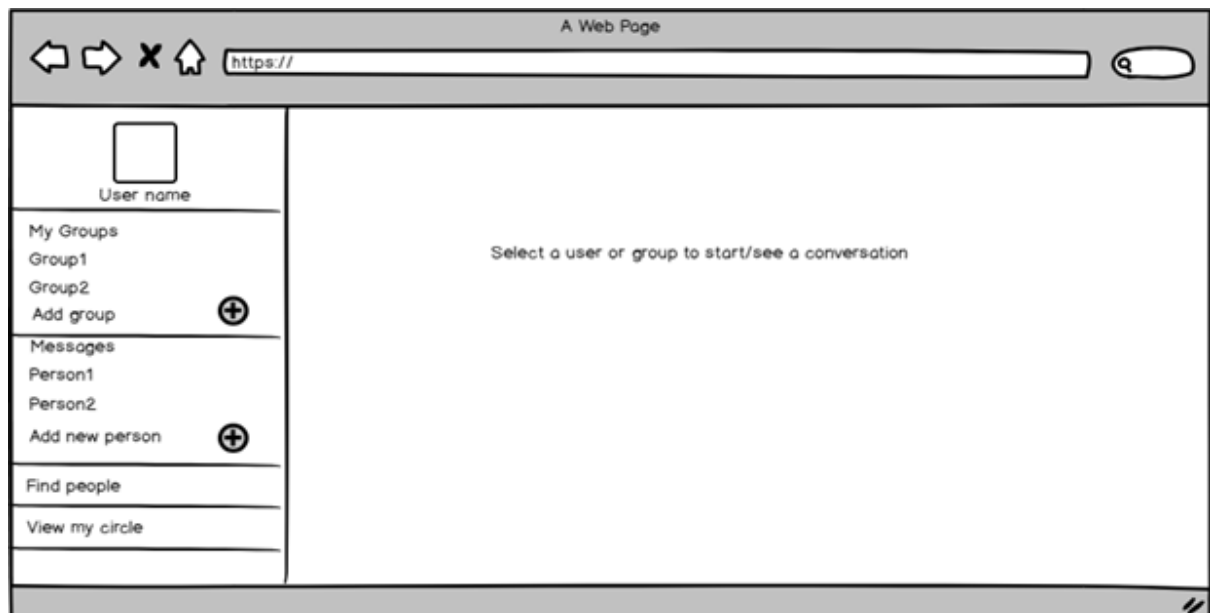 A Web Page
https://
User name
My Groups
Group1
Group2
Add group
Messages
Person1
Person2
Add new person
Find people
View my circle
Select a user or group to start/see a conversation